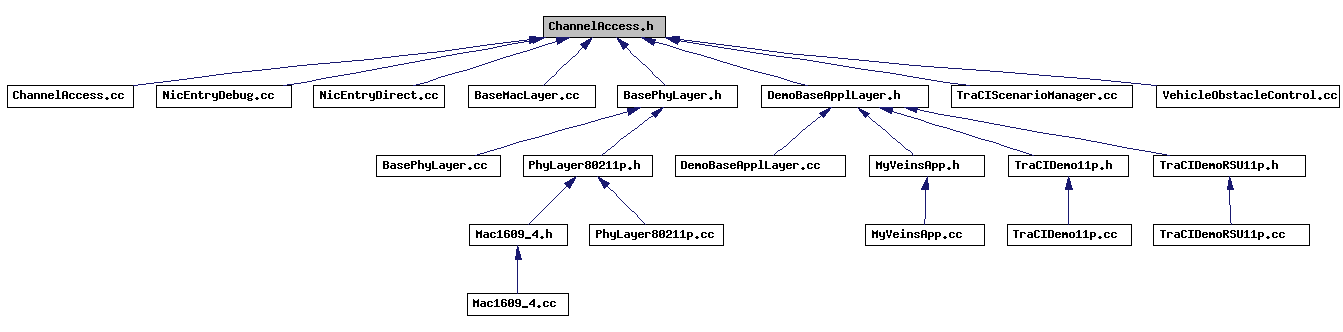 ChannelAccess.h
ChannelAccess.cc
NicEntryDebug.cc
NicEntryDirect.cc
BaseMacLayer.cc
BasePhyLayer.h
DemoBaseApplLayer.h
TraCIScenarioManager.cc
VehicleObstacleControl.cc
BasePhyLayer.cc
PhyLayer80211p.h
DemoBaseApplLayer.cc
MyVeinsApp.h
TraCIDemo11p.h
TraCIDemoRSU11p.h
Mac1609_4.h
PhyLayer80211p.cc
MyVeinsApp.cc
TraCIDemo11p.cc
TraCIDemoRSU11p.cc
Mac1609_4.cc